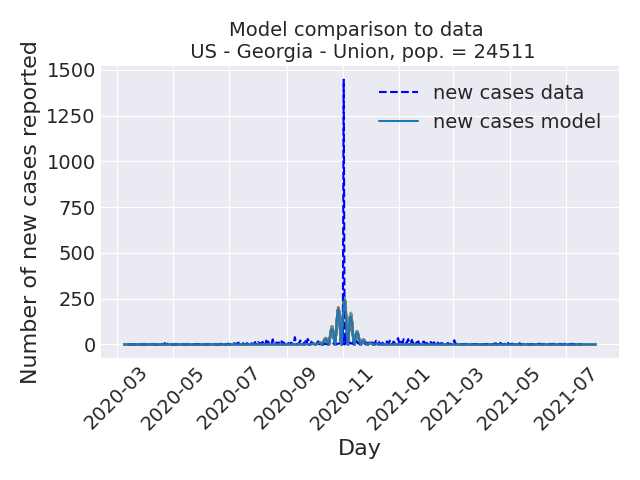 Model comparison to data
US - Georgia - Union, pop. = 24511
Number of new cases reported
1500
1250
1000
750
500
250
0
new cases data
new cases model
2020-03
2020-05
2020-07
2020-09
2020-11
2021-01
2021-03
2021-05
2021-07
Day